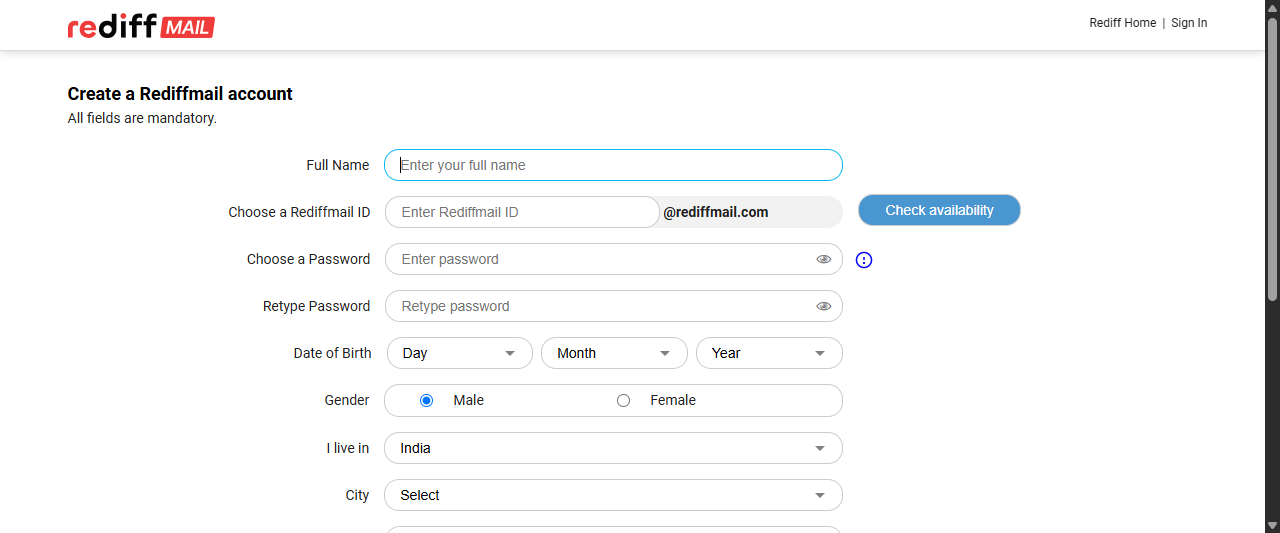 rediff MAIL
Rediff Home | Sign In
Create a Rediffmail account
All fields are mandatory.
Full Name Enter your full name
Choose a Rediffmail ID Enter Rediffmail ID @rediffmail.com Check availability
Choose a Password Enter password
Retype Password Retype password
Date of Birth Day Month Year
Gender Male Female
I live in India
City Select